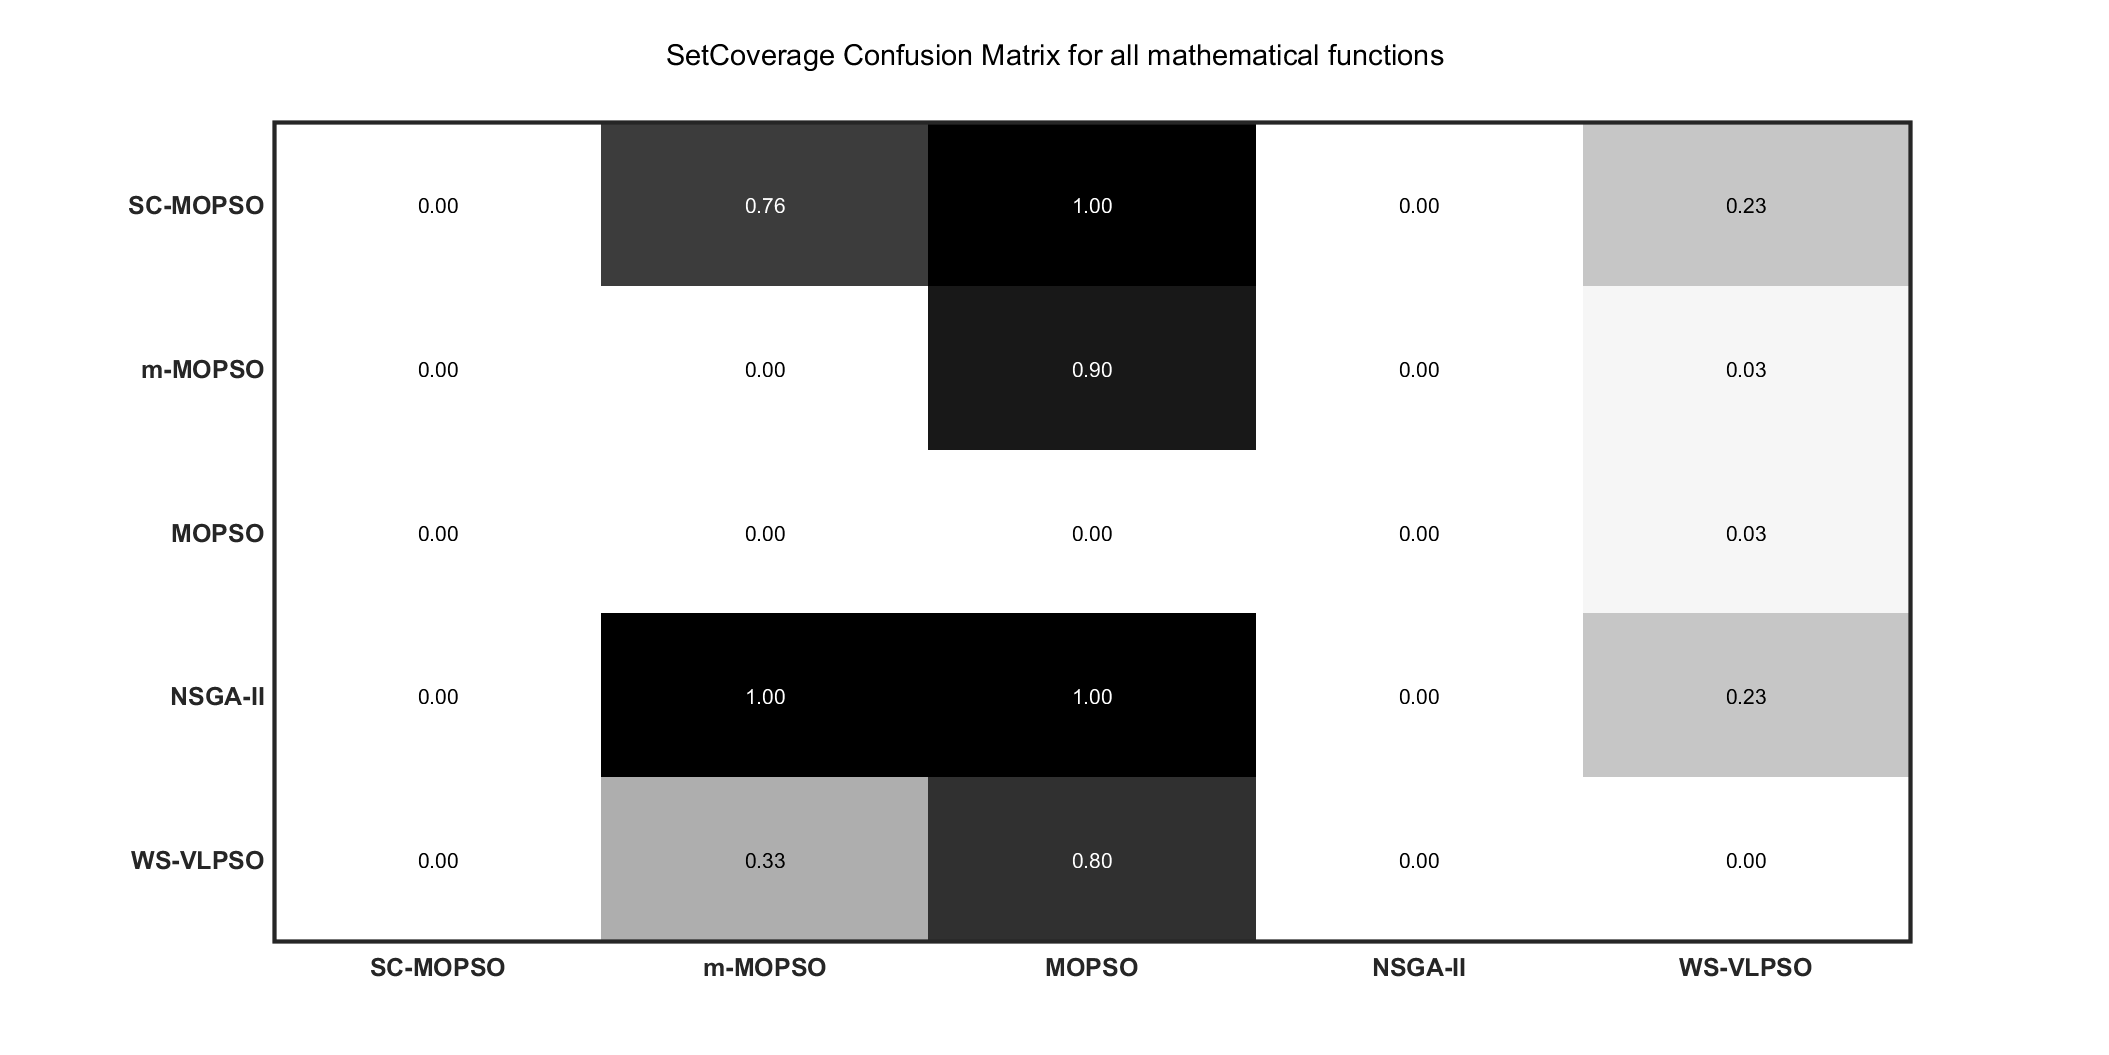 SetCoverage Confusion Matrix for all mathematical functions
SC-MOPSO 0.00 0.76 1.00 0.00 0.23
m-MOPSO 0.00 0.00 0.90 0.00 0.03
MOPSO 0.00 0.00 0.00 0.00 0.03
NSGA-II 0.00 1.00 1.00 0.00 0.23
WS-VLPSO 0.00 0.33 0.80 0.00 0.00
SC-MOPSO m-MOPSO MOPSO NSGA-II WS-VLPSO